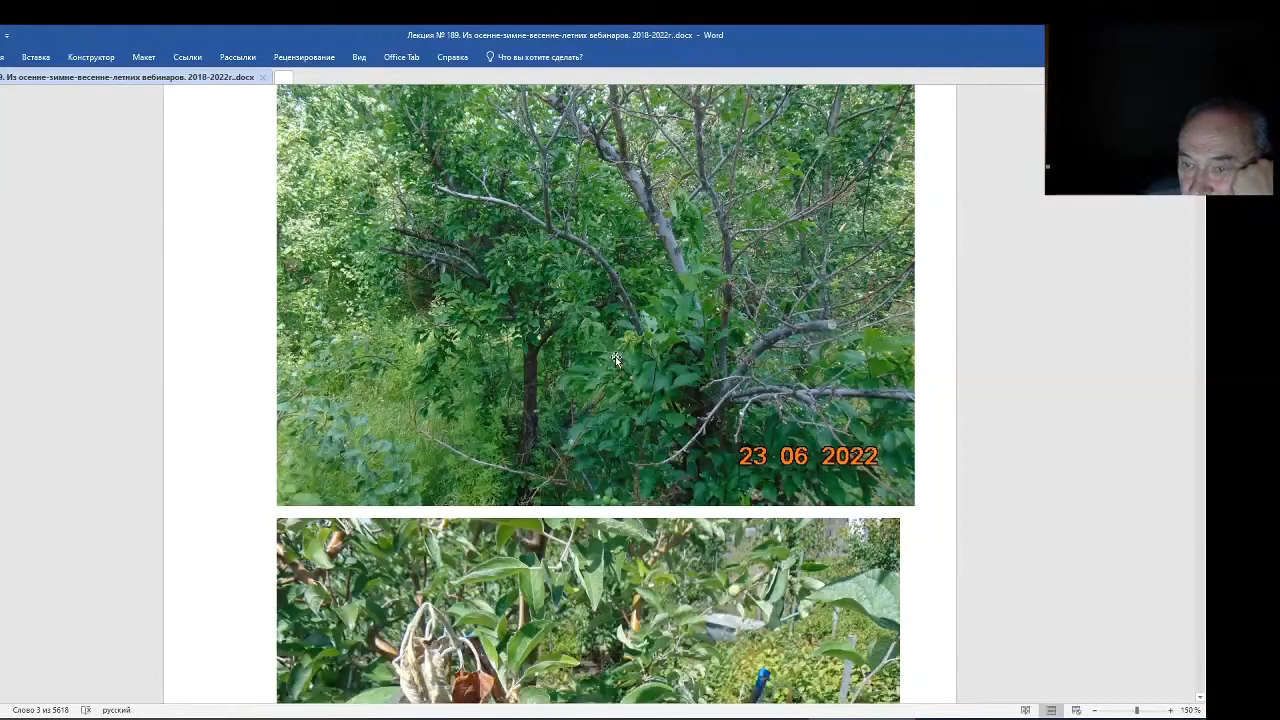 Лекция № 189. Из осенне-зимне-весенне-летних вебинаров. 2018-2022г..docx - Word
я Вставка Конструктор Макет Ссылки Рассылки Рецензирование Вид Office Tab Справка Что вы хотите сделать?
9. Из осенне-зимне-весенне-летних вебинаров. 2018-2022г..docx
23 06 2022
Слово 3 из 5618 русский 150 %